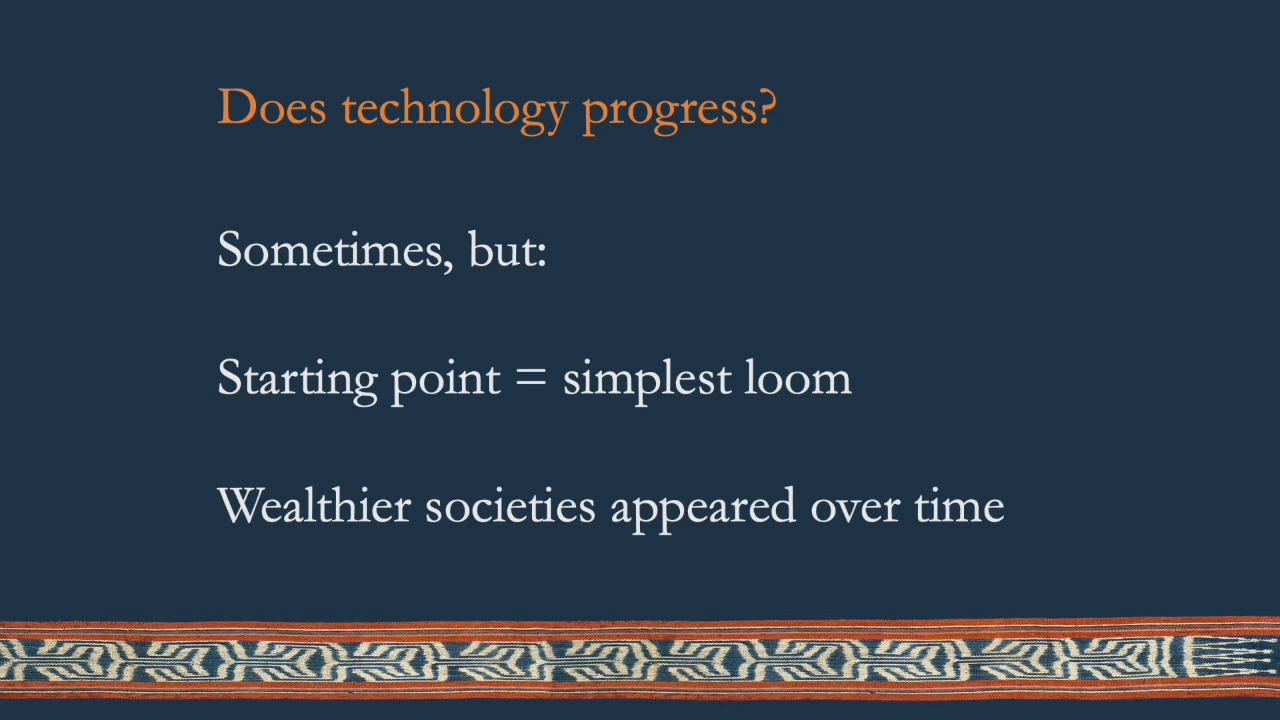 Does technology progress?
Sometimes, but:
Starting point = simplest loom
Wealthier societies appeared over time